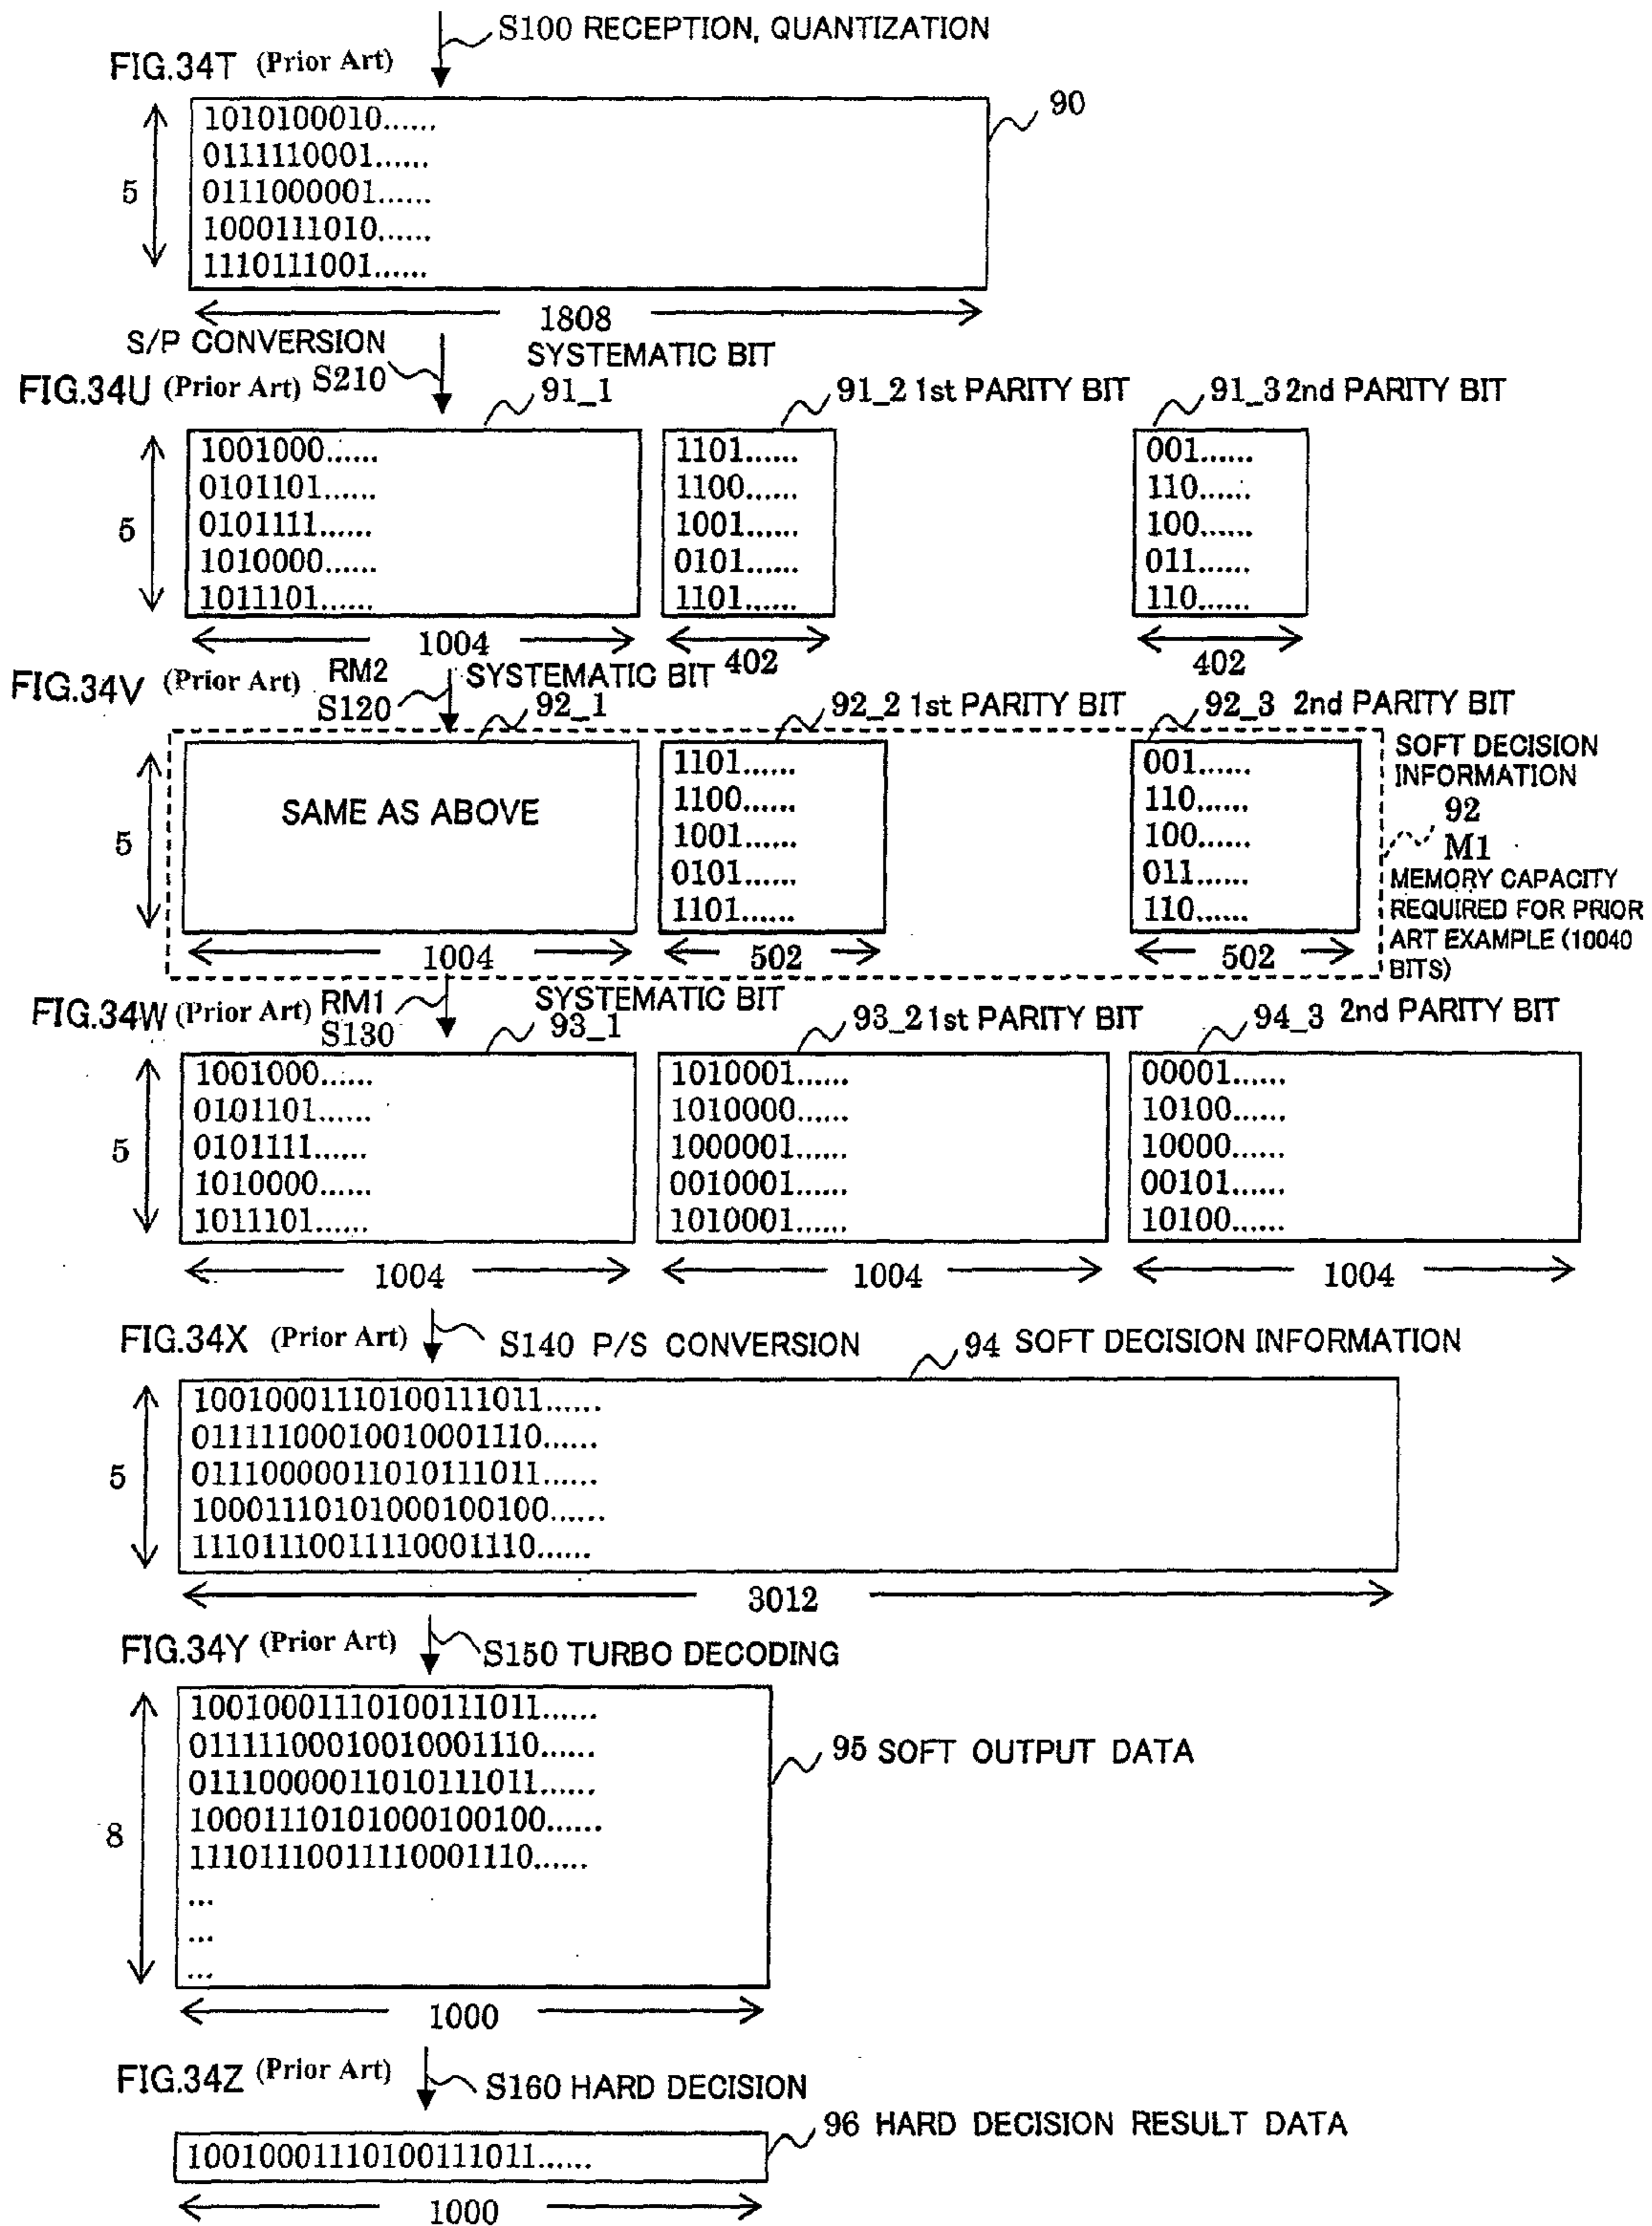 S100 RECEPTION, QUANTIZATION
FIG.34T (Prior Art)
90
1010100010......
0111110001......
0111000001......
1000111010......
1110111001......
5
1808
S/P CONVERSION
S210
FIG.34U (Prior Art)
SYSTEMATIC BIT
91_1
91_2 1st PARITY BIT
91_3 2nd PARITY BIT
5
1001000......
0101101......
0101111......
1010000......
1011101......
1101......
1100......
1001......
0101......
1101......
001......
110......
100......
011......
110......
1004
402
402
FIG.34V (Prior Art)
RM2
S120
SYSTEMATIC BIT
92_1
92_2 1st PARITY BIT
92_3 2nd PARITY BIT
5
SAME AS ABOVE
1101......
1100......
1001......
0101......
1101......
001......
110......
100......
011......
110......
SOFT DECISION
INFORMATION
92
M1
MEMORY CAPACITY
REQUIRED FOR PRIOR
ART EXAMPLE (10040
BITS)
1004
502
502
FIG.34W (Prior Art)
RM1
S130
SYSTEMATIC BIT
93_1
93_2 1st PARITY BIT
94_3 2nd PARITY BIT
5
1001000......
0101101......
0101111......
1010000......
1011101......
1010001......
1010000......
1000001......
0010001......
1010001......
00001......
10100......
10000......
00101......
10100......
1004
1004
1004
FIG.34X (Prior Art)
S140 P/S CONVERSION
94 SOFT DECISION INFORMATION
5
10010001110100111011......
01111100010010001110......
01110000011010111011......
10001110101000100100......
11101110011110001110......
3012
FIG.34Y (Prior Art)
S150 TURBO DECODING
95 SOFT OUTPUT DATA
8
10010001110100111011......
01111100010010001110......
01110000011010111011......
10001110101000100100......
11101110011110001110......
...
...
...
1000
FIG.34Z (Prior Art)
S160 HARD DECISION
96 HARD DECISION RESULT DATA
10010001110100111011......
1000